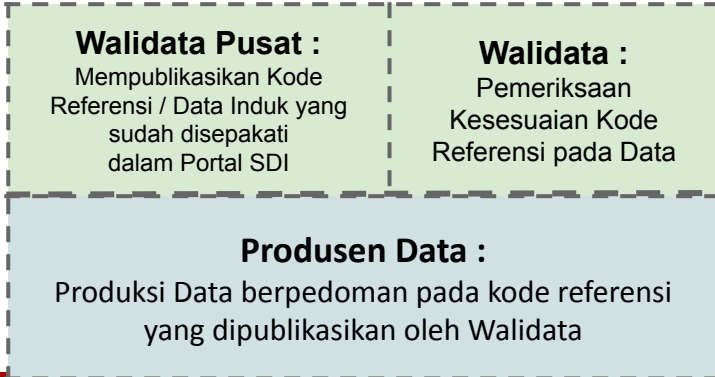 Walidata Pusat :
Mempublikasikan Kode
Referensi / Data Induk yang
sudah disepakati
dalam Portal SDI
Walidata :
Pemeriksaan
Kesesuaian Kode
Referensi pada Data
Produsen Data :
Produksi Data berpedoman pada kode referensi
yang dipublikasikan oleh Walidata